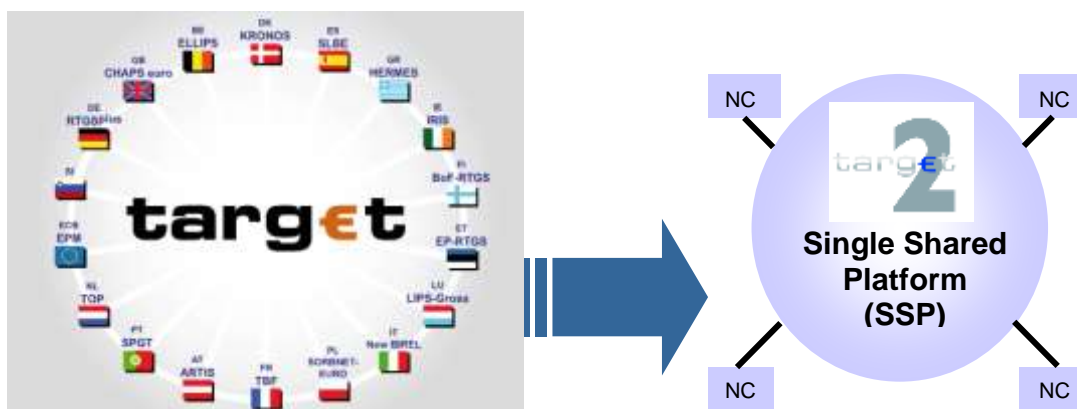 BE
ELLIPS
DK
KRONOS
ES
SLBE
GB
CHAPS euro
GR
HERMES
DE
RTGSPlus
IE
IRIS
SI
FI
BoF-RTGS
ECB
EPM
target
ET
EP-RTGS
NL
TOP
LU
LIPS-Gross
PT
SPGT
IT
New BIREL
AT
ARTIS
FR
TBF
PL
SORBNET-
EURO
NC
NC
target
2
Single Shared
Platform
(SSP)
NC
NC